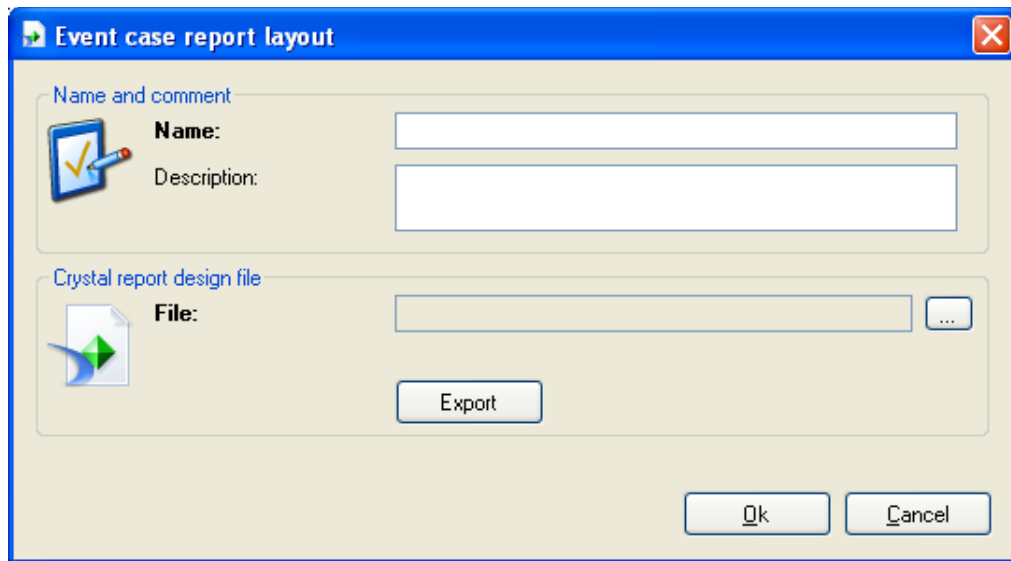 Event case report layout
Name and comment
Name:
Description:
Crystal report design file
File:
...
Export
Ok
Cancel